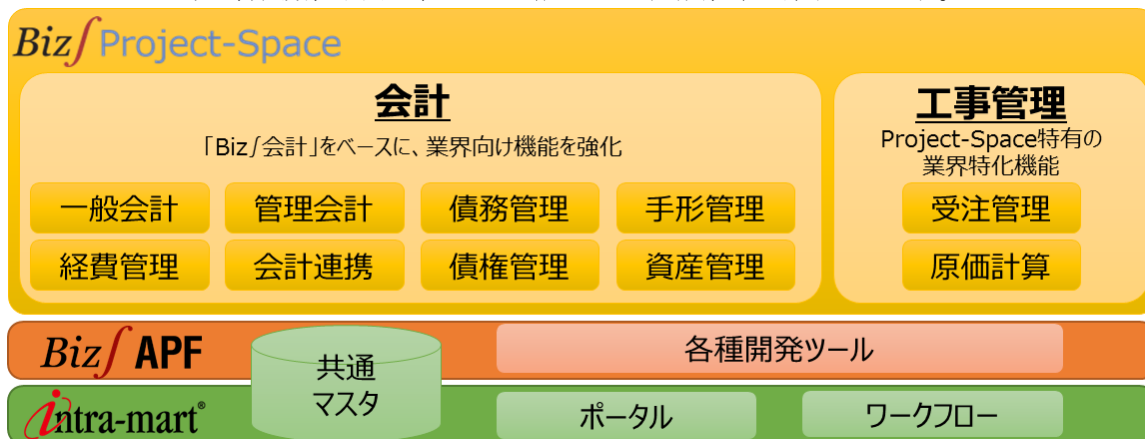 Biz∫ Project-Space
会計
「Biz∫会計」をベースに、業界向け機能を強化
一般会計
管理会計
債務管理
手形管理
経費管理
会計連携
債権管理
資産管理
工事管理
Project-Space特有の
業界特化機能
受注管理
原価計算
Biz∫ APF
共通
マスタ
各種開発ツール
intra-mart®
ポータル
ワークフロー